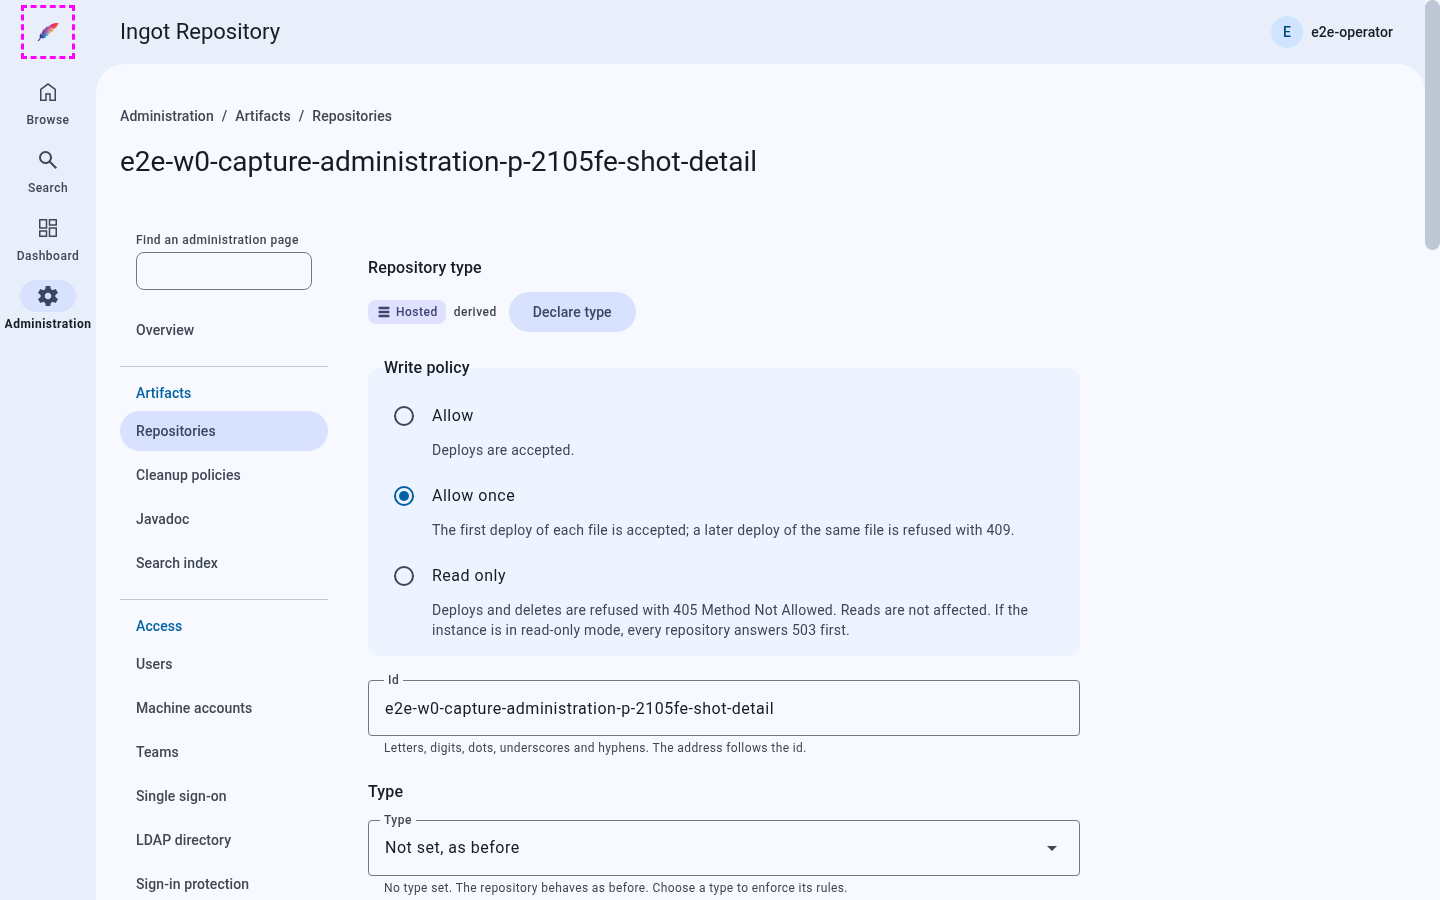 Ingot Repository
E
e2e-operator
Browse
Search
Dashboard
Administration
Administration / Artifacts / Repositories
e2e-w0-capture-administration-p-2105fe-shot-detail
Find an administration page
Overview
Artifacts
Repositories
Cleanup policies
Javadoc
Search index
Access
Users
Machine accounts
Teams
Single sign-on
LDAP directory
Sign-in protection
Repository type
Hosted derived Declare type
Write policy
Allow
Deploys are accepted.
Allow once
The first deploy of each file is accepted; a later deploy of the same file is refused with 409.
Read only
Deploys and deletes are refused with 405 Method Not Allowed. Reads are not affected. If the
instance is in read-only mode, every repository answers 503 first.
Id
e2e-w0-capture-administration-p-2105fe-shot-detail
Letters, digits, dots, underscores and hyphens. The address follows the id.
Type
Type
Not set, as before
No type set. The repository behaves as before. Choose a type to enforce its rules.